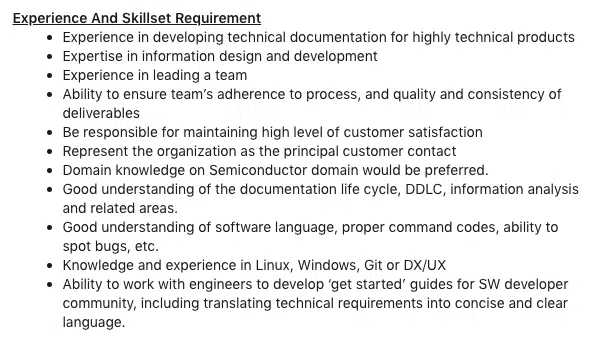 Experience And Skillset Requirement
• Experience in developing technical documentation for highly technical products
• Expertise in information design and development
• Experience in leading a team
• Ability to ensure team's adherence to process, and quality and consistency of
deliverables
• Be responsible for maintaining high level of customer satisfaction
• Represent the organization as the principal customer contact
• Domain knowledge on Semiconductor domain would be preferred.
• Good understanding of the documentation life cycle, DDLC, information analysis
and related areas.
• Good understanding of software language, proper command codes, ability to
spot bugs, etc.
• Knowledge and experience in Linux, Windows, Git or DX/UX
• Ability to work with engineers to develop ‘get started’ guides for SW developer
community, including translating technical requirements into concise and clear
language.